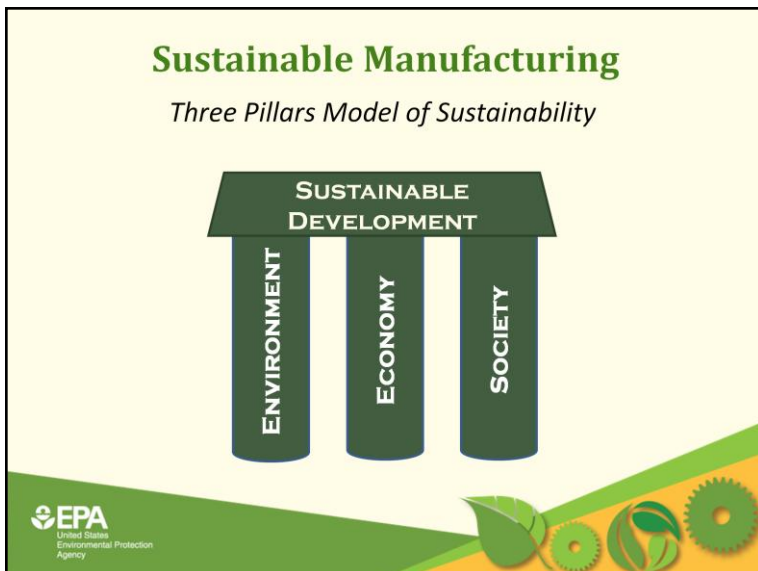 Sustainable Manufacturing
Three Pillars Model of Sustainability
SUSTAINABLE
DEVELOPMENT
ENVIRONMENT
ECONOMY
SOCIETY
EPA
United States
Environmental Protection
Agency